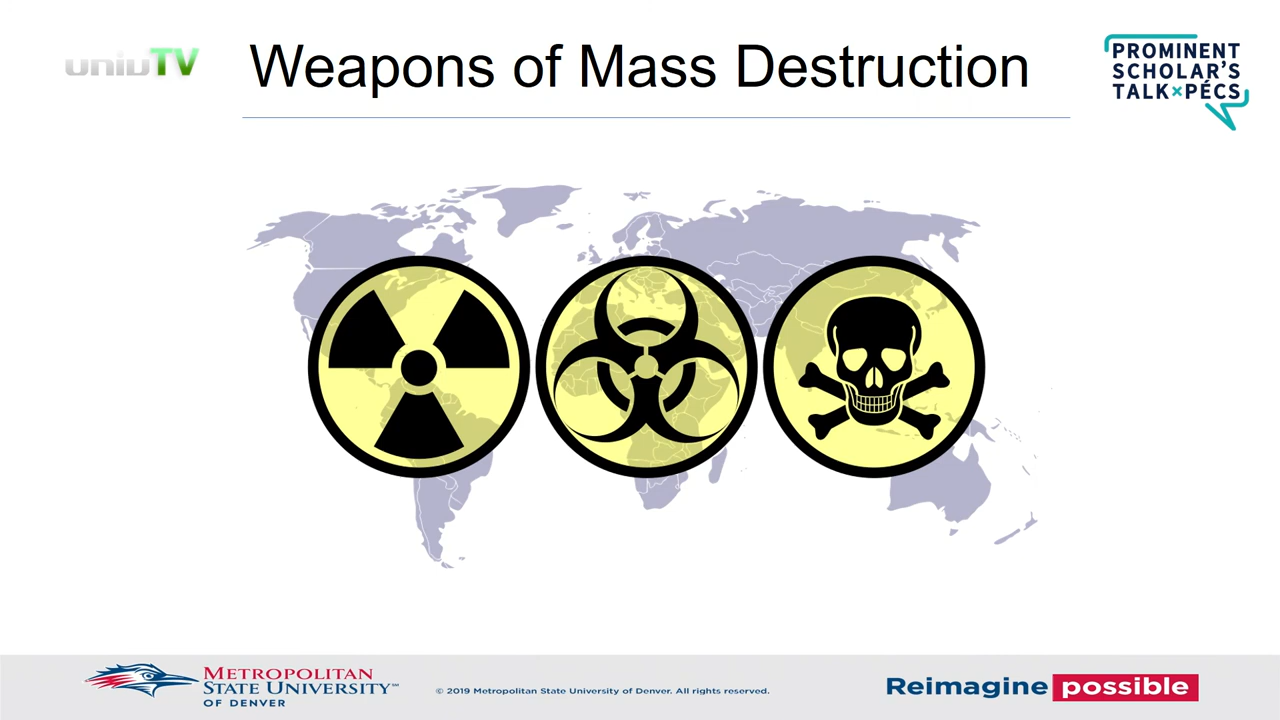 univTV
Weapons of Mass Destruction
PROMINENT
SCHOLAR'S
TALK×PÉCS
METROPOLITAN
STATE UNIVERSITY℠
OF DENVER
© 2019 Metropolitan State University of Denver. All rights reserved.
Reimagine possible